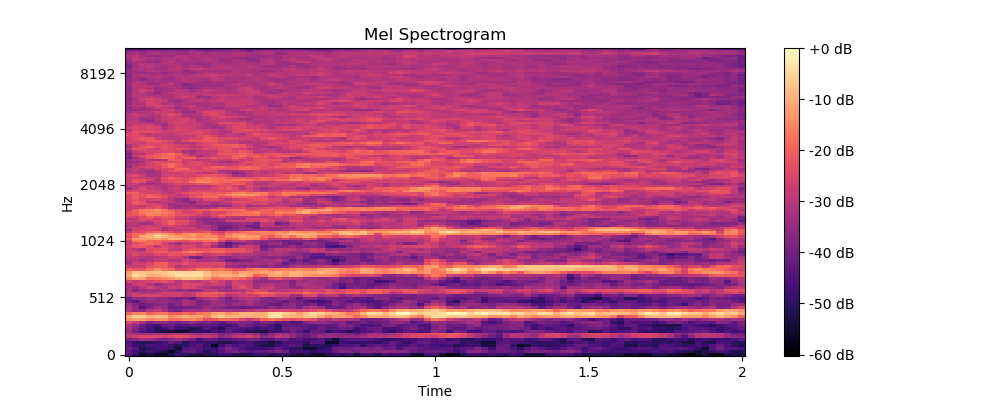 Mel Spectrogram
Hz
8192
4096
2048
1024
512
0
0 0.5 1 1.5 2
Time
+0 dB
-10 dB
-20 dB
-30 dB
-40 dB
-50 dB
-60 dB